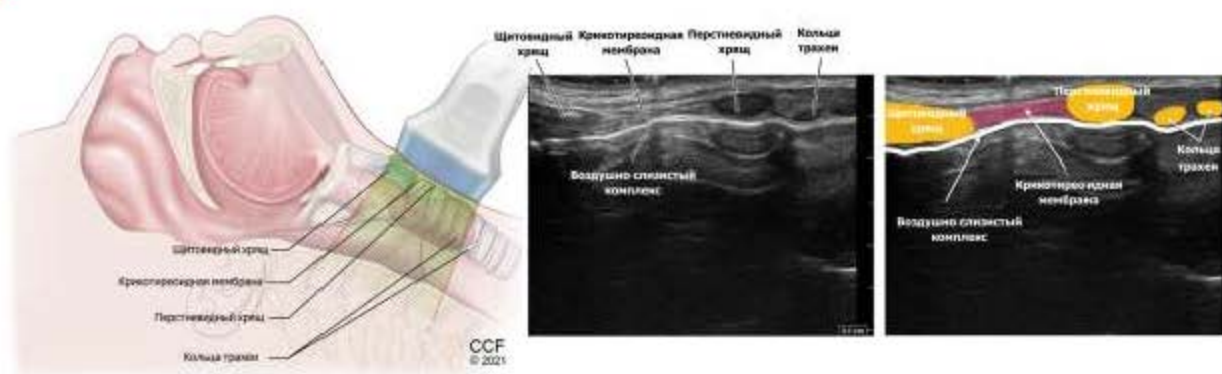 Щитовидный хрящ
Крикотиреоидная мембрана
Перстневидный хрящ
Кольца трахеи
CCF
© 2021
Щитовидный
хрящ
Крикотиреоидная
мембрана
Перстневидный
хрящ
Кольца
трахеи
Воздушно слизистый
комплекс
Щитовидный
хрящ
Перстневидный
хрящ
Кольца
трахеи
Крикотиреоидная
мембрана
Воздушно слизистый
комплекс